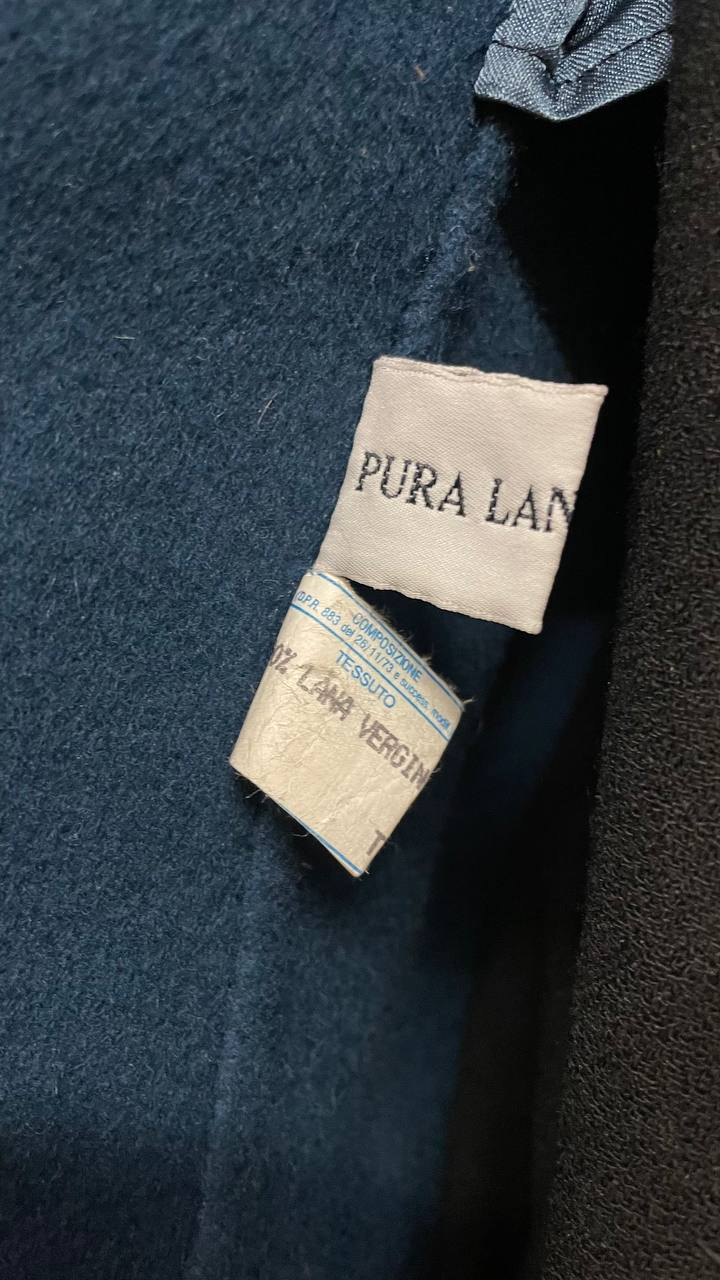 PURA LAN
COMPOSIZIONE
(D.P.R. 883 del 26/11/73 e success. modif.
TESSUTO
0% LANA VERGIN
T